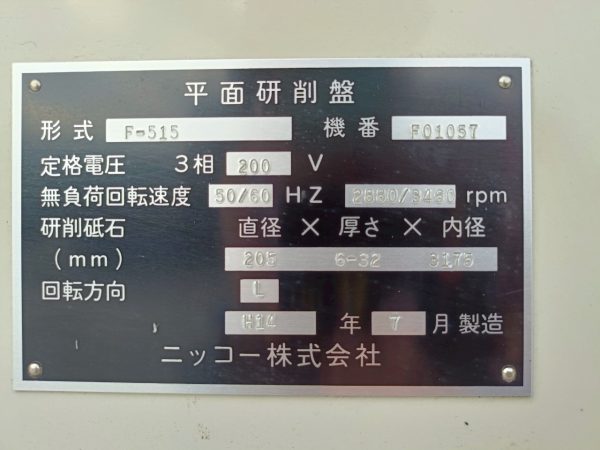 平面研削盤
形式 F-515 機番 F01057
定格電圧 3相 200 V
無負荷回転速度 50/60 HZ 2880/3460 rpm
研削砥石 直径 × 厚さ × 内径
(mm) 205 6-32 3175
回転方向 L
H14 年 7 月製造
ニッコー株式会社